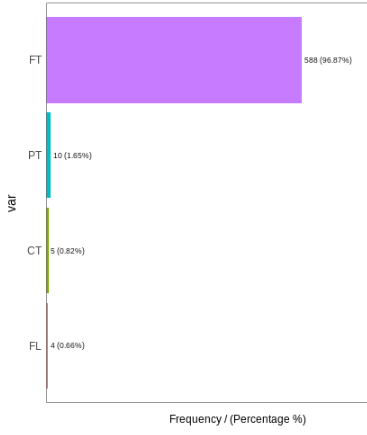 FT
588 (96.87%)
PT
10 (1.65%)
var
CT
5 (0.82%)
FL
4 (0.66%)
Frequency / (Percentage %)